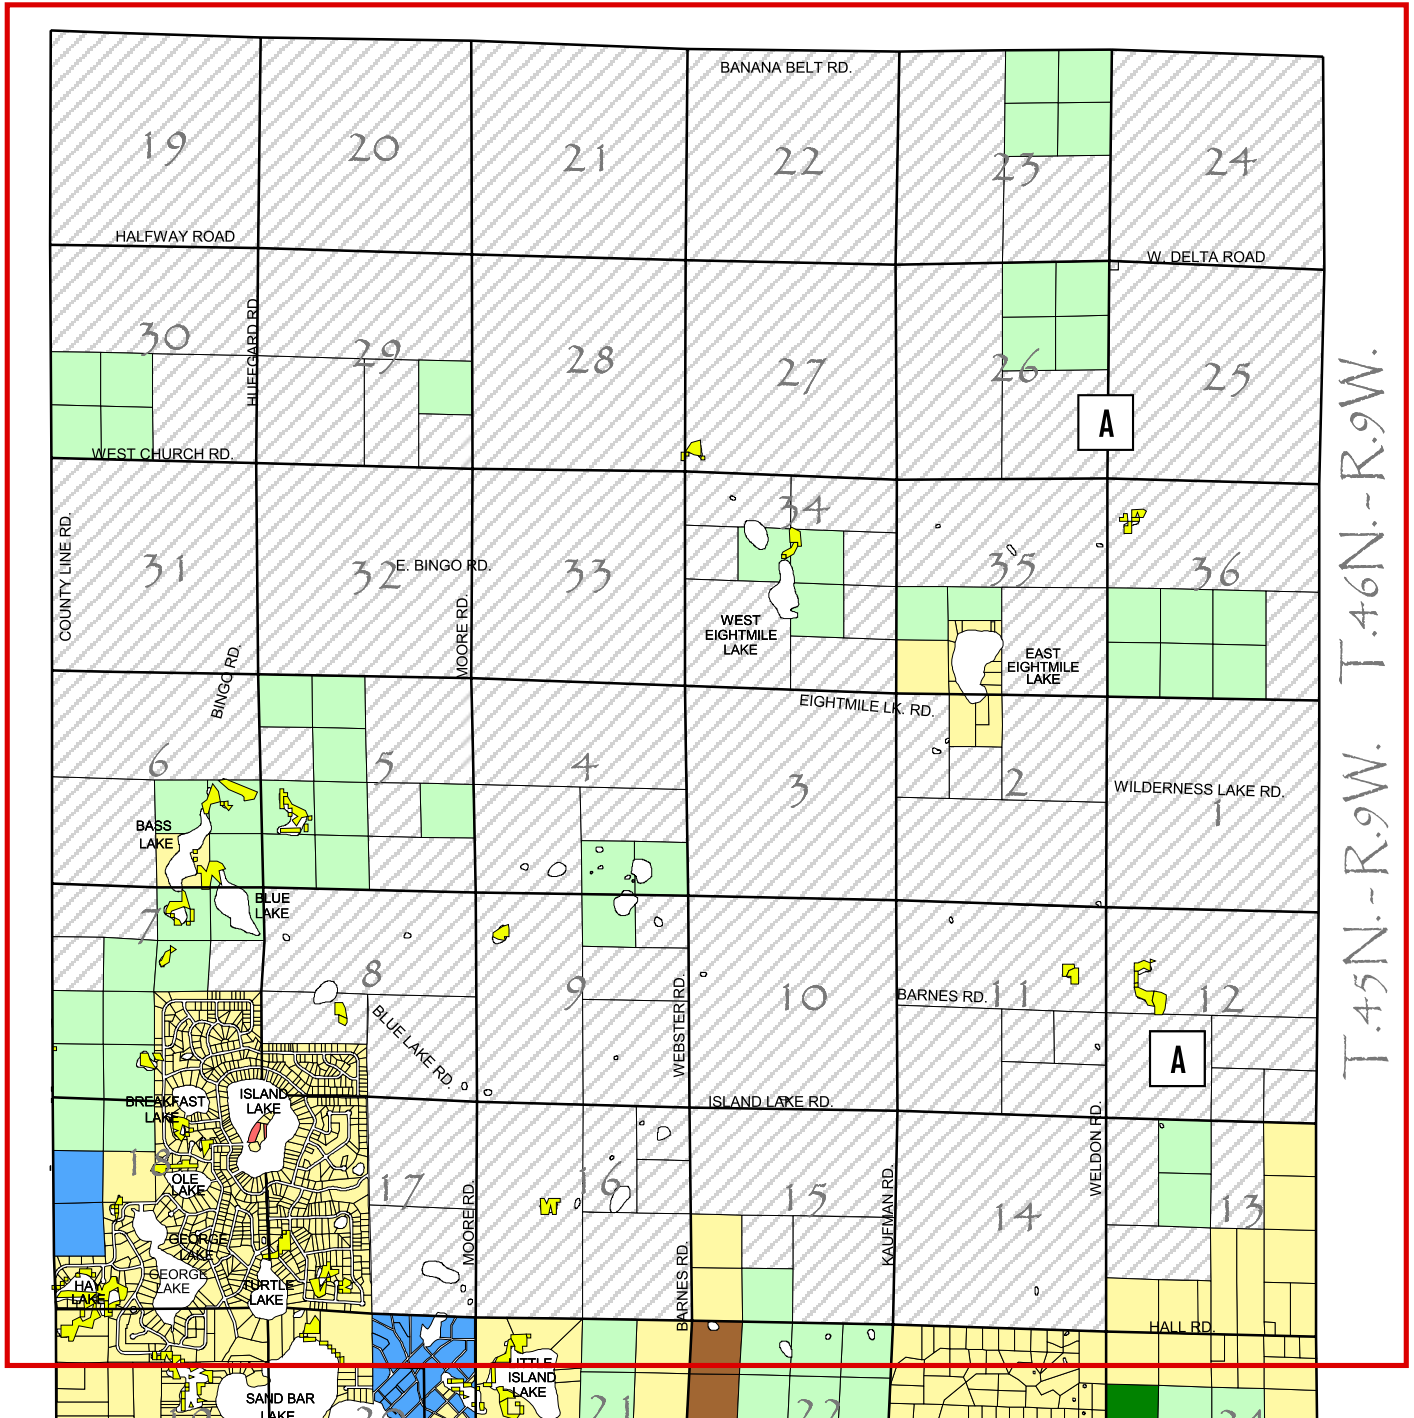 BANANA BELT RD.
19
20
21
22
23
24
HALFWAY ROAD
W. DELTA ROAD
30
HUFEGARD RD
29
28
27
26
25
A
WEST CHURCH RD.
T.46N.-R.9W.
COUNTY LINE RD.
31
32
E. BINGO RD.
33
34
35
36
MOORE RD.
WEST
EIGHTMILE
LAKE
EAST
EIGHTMILE
LAKE
BINGO RD.
EIGHTMILE LK. RD.
6
5
4
3
2
1
WILDERNESS LAKE RD.
BASS
LAKE
BLUE
LAKE
T.45N.-R.9W.
7
8
9
10
11
12
BARNES RD.
WEBSTER RD.
BLUE LAKE RD.
A
BREAKFAST
LAKE
ISLAND
LAKE
ISLAND LAKE RD.
WELDON RD.
18
17
16
15
14
13
OLE
LAKE
MOORE RD.
KAUFMAN RD.
GEORGE
LAKE
GEORGE
LAKE
HAY
LAKE
TURTLE
LAKE
BARNES RD.
HALL RD.
LITTLE
ISLAND
LAKE
SAND BAR
LAKE
21
22